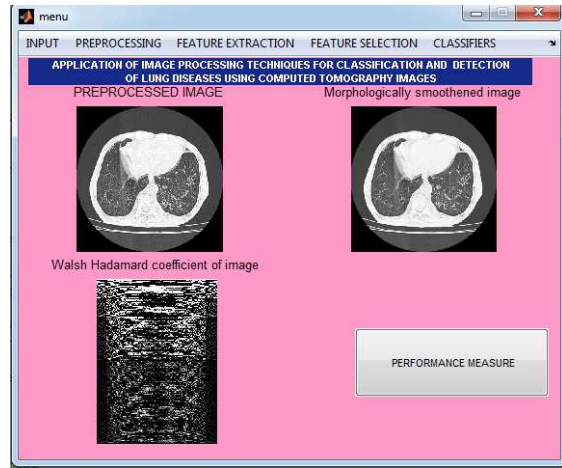 menu
INPUT PREPROCESSING FEATURE EXTRACTION FEATURE SELECTION CLASSIFIERS
APPLICATION OF IMAGE PROCESSING TECHNIQUES FOR CLASSIFICATION AND DETECTION
OF LUNG DISEASES USING COMPUTED TOMOGRAPHY IMAGES
PREPROCESSED IMAGE Morphologically smoothened image
Walsh Hadamard coefficient of image
PERFORMANCE MEASURE